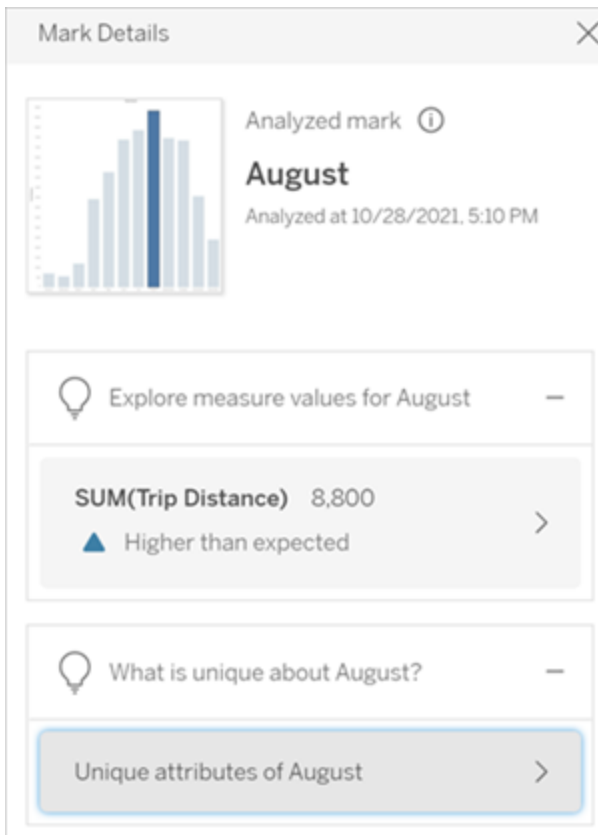 Mark Details
Analyzed mark
August
Analyzed at 10/28/2021, 5:10 PM
Explore measure values for August
SUM(Trip Distance) 8,800
Higher than expected
What is unique about August?
Unique attributes of August